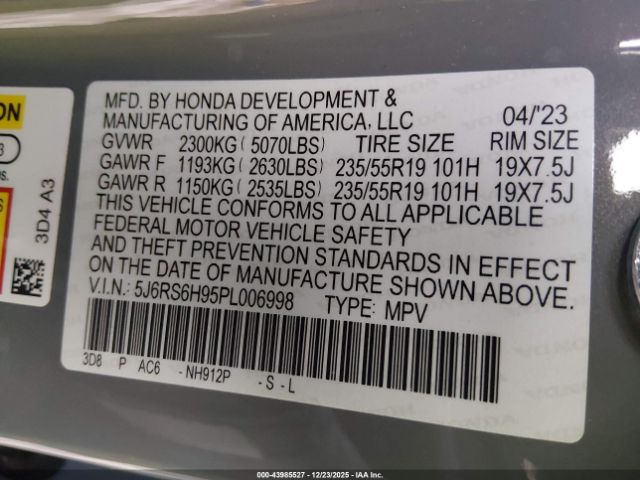 MFD. BY HONDA DEVELOPMENT &
MANUFACTURING OF AMERICA, LLC 04/'23
GVWR 2300KG ( 5070LBS) TIRE SIZE RIM SIZE
GAWR F 1193KG ( 2630LBS) 235/55R19 101H 19X7.5J
GAWR R 1150KG ( 2535LBS) 235/55R19 101H 19X7.5J
THIS VEHICLE CONFORMS TO ALL APPLICABLE
FEDERAL MOTOR VEHICLE SAFETY
AND THEFT PREVENTION STANDARDS IN EFFECT
ON THE DATE OF MANUFACTURE SHOWN ABOVE.
V.I.N: 5J6RS6H95PL006998 TYPE: MPV
3D8 P AC6 -NH912P -S-L
3D4 A3
-000-43985527 - 12/23/2025 - IAAI.com